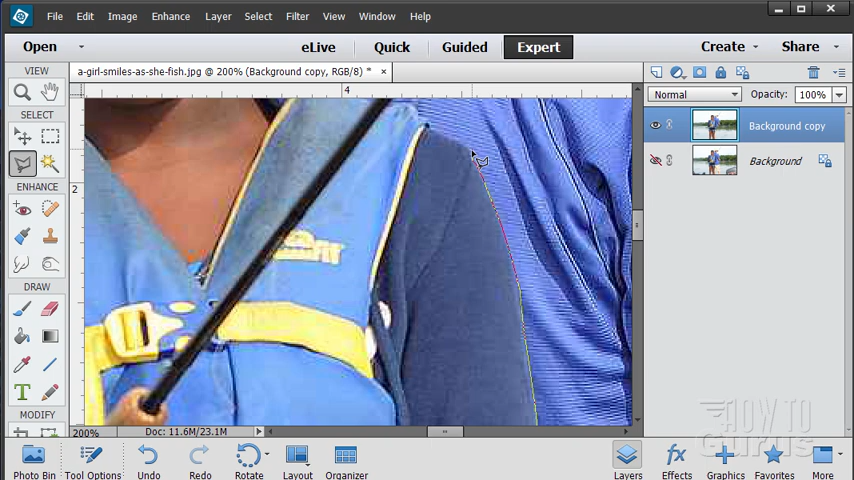 File Edit Image Enhance Layer Select Filter View Window Help
Open eLive Quick Guided Expert Create Share
a-girl-smiles-as-she-fish.jpg @ 200% (Background copy, RGB/8) * ×
VIEW
SELECT
ENHANCE
DRAW
MODIFY
4
2
Normal Opacity: 100%
Background copy
Background
200% Doc: 11.6M/23.1M
HOW TO
GURUS
Photo Bin Tool Options Undo Redo Rotate Layout Organizer Layers Effects Graphics Favorites More